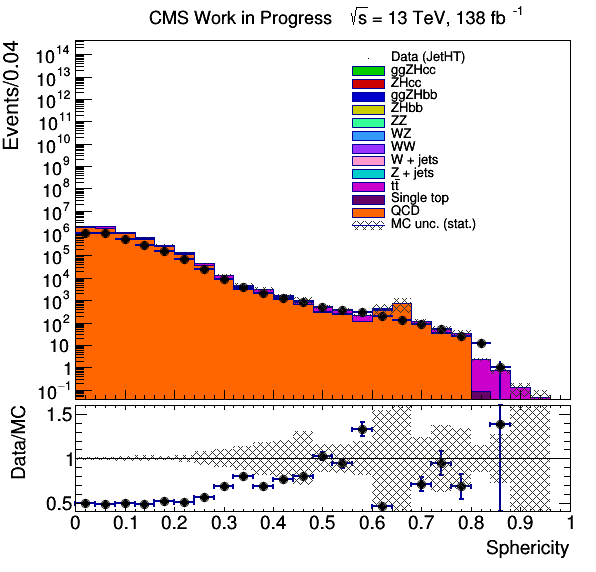 CMS Work in Progress √s = 13 TeV, 138 fb⁻¹
Events/0.04
10¹⁴
10¹³
10¹²
10¹¹
10¹⁰
10⁹
10⁸
10⁷
10⁶
10⁵
10⁴
10³
10²
10
1
10⁻¹
Data (JetHT)
ggZHcc
ZHcc
ggZHbb
ZHbb
ZZ
WZ
WW
W + jets
Z + jets
tt̄
Single top
QCD
MC unc. (stat.)
Data/MC
1.5
1
0.5
0 0.1 0.2 0.3 0.4 0.5 0.6 0.7 0.8 0.9 1
Sphericity